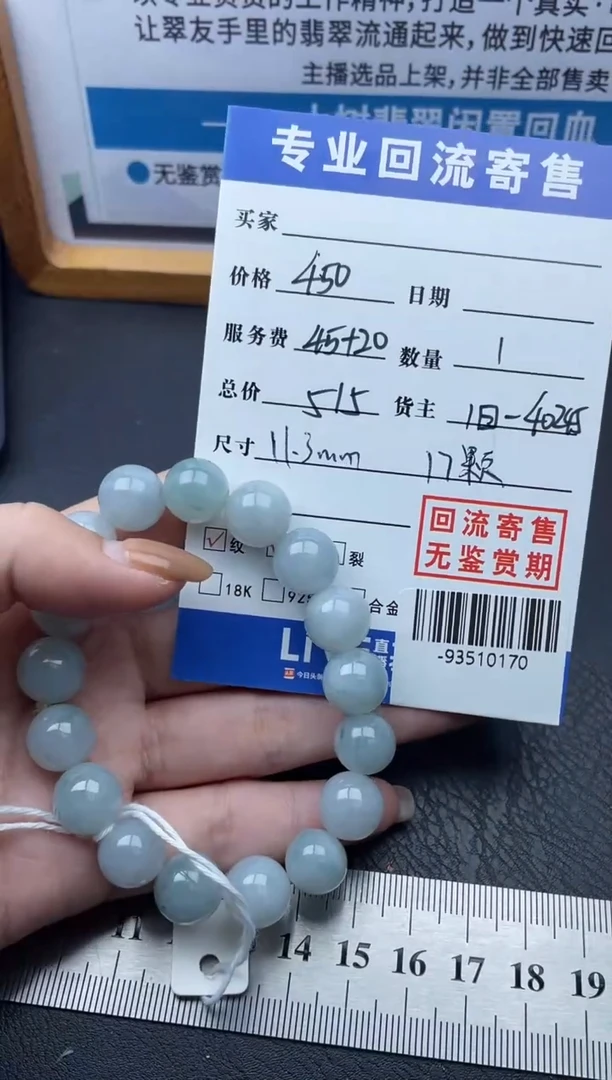 让翠友手里的翡翠流通起来,做到快速回
主播选品上架,并非全部售卖
无鉴赏
专业回流寄售
买家
价格 450 日期
服务费 45+20 数量 1
总价 515 货主
尺寸 11.3mm 17颗
纹 裂
18K 合金
回流寄售
无鉴赏期
-93510170
11 14 15 16 17 18 19